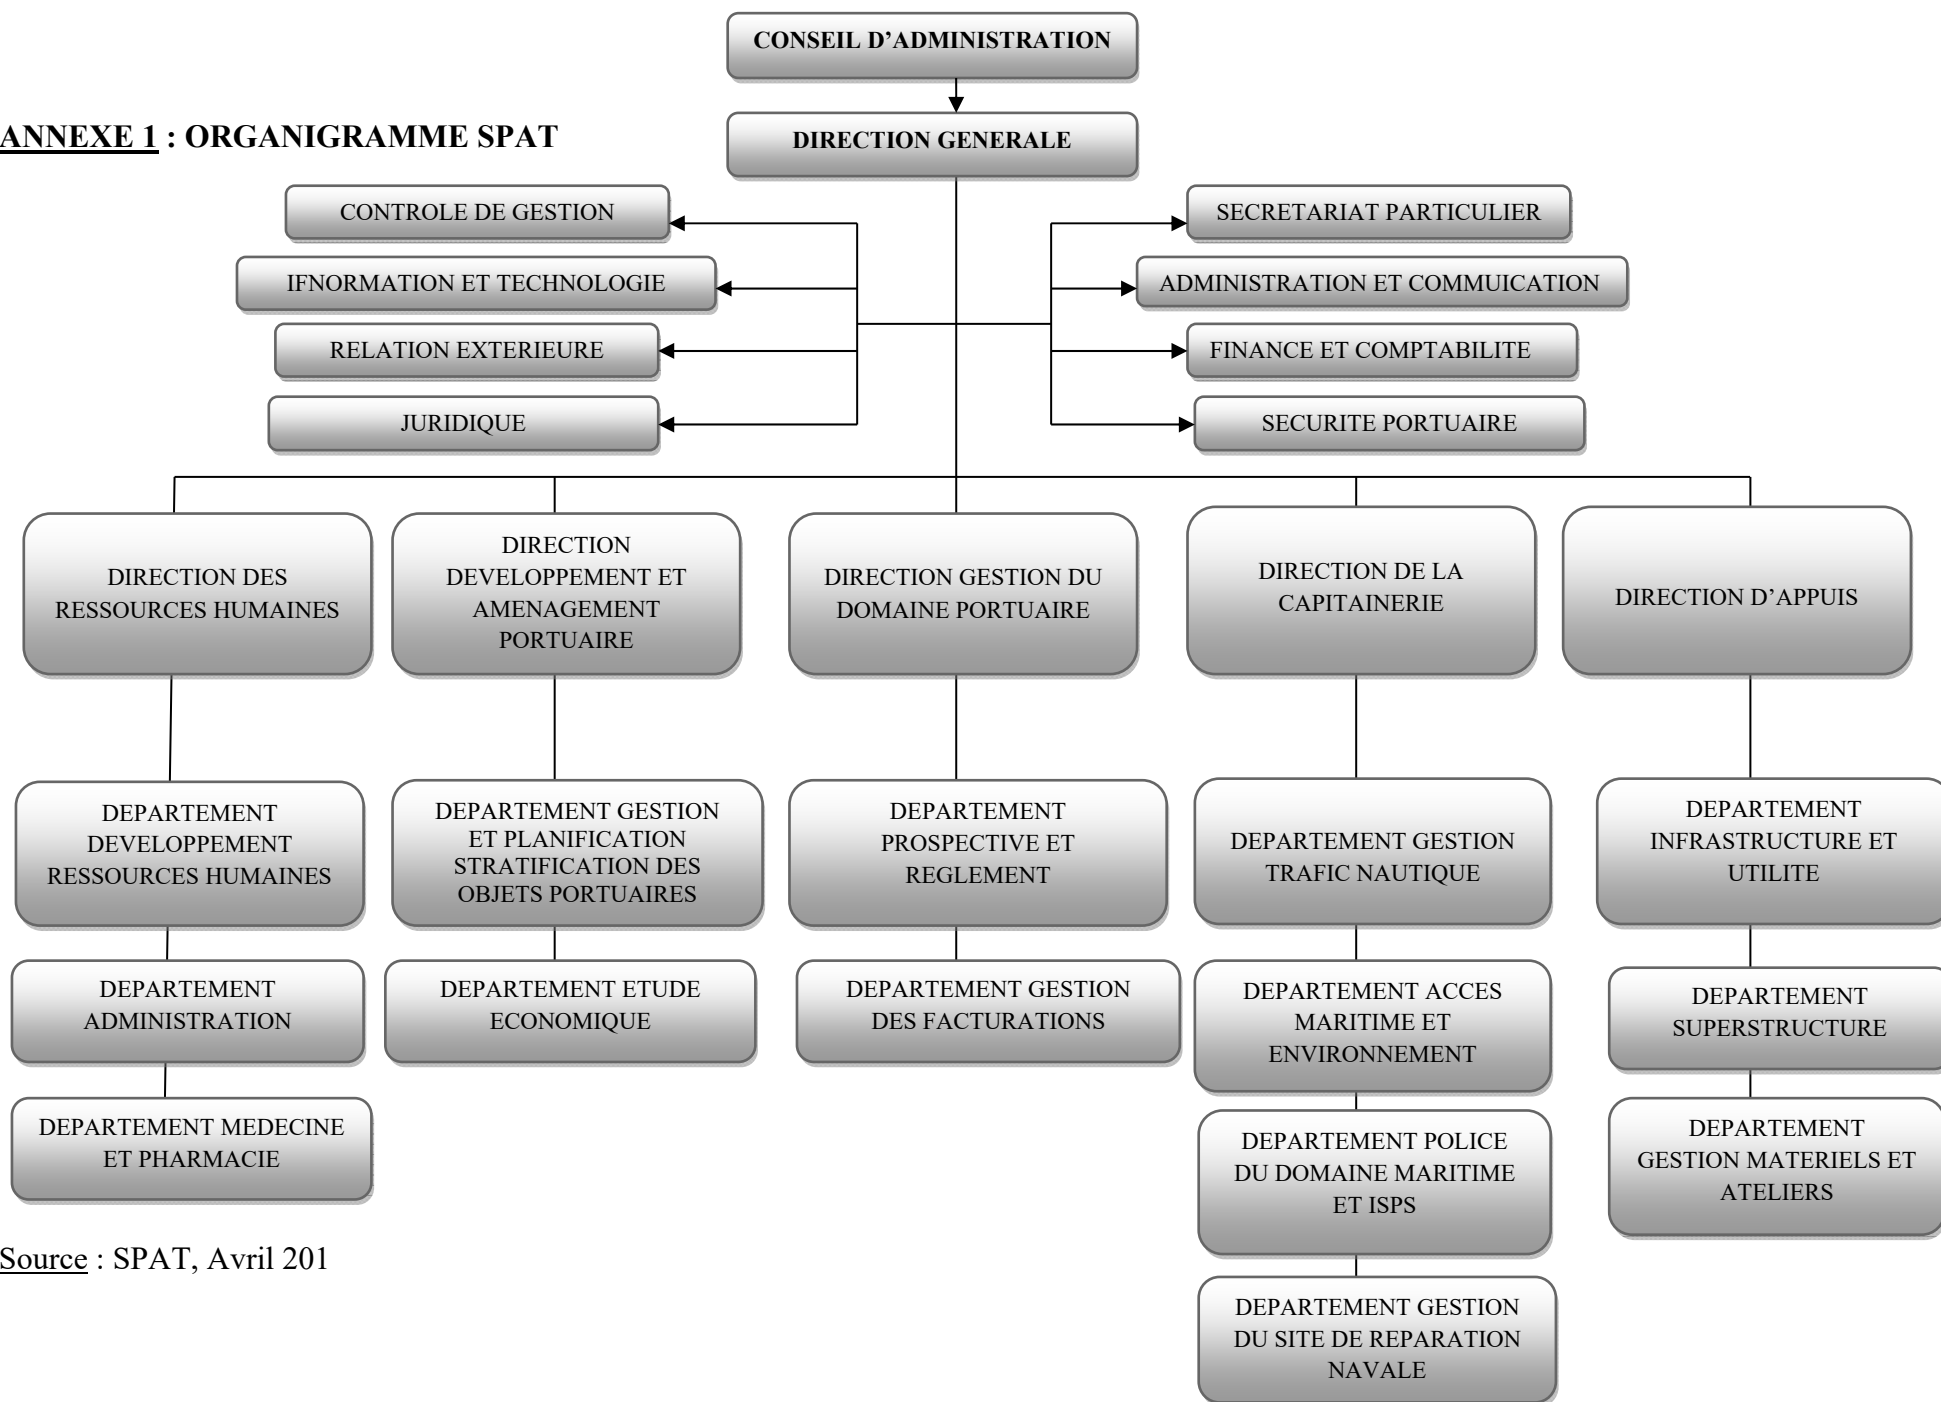 CONSEIL D’ADMINISTRATION
ANNEXE 1 : ORGANIGRAMME SPAT
DIRECTION GENERALE
CONTROLE DE GESTION
SECRETARIAT PARTICULIER
IFNORMATION ET TECHNOLOGIE
ADMINISTRATION ET COMMUICATION
RELATION EXTERIEURE
FINANCE ET COMPTABILITE
JURIDIQUE
SECURITE PORTUAIRE
DIRECTION DES
RESSOURCES HUMAINES
DIRECTION
DEVELOPPEMENT ET
AMENAGEMENT
PORTUAIRE
DIRECTION GESTION DU
DOMAINE PORTUAIRE
DIRECTION DE LA
CAPITAINERIE
DIRECTION D’APPUIS
DEPARTEMENT
DEVELOPPEMENT
RESSOURCES HUMAINES
DEPARTEMENT GESTION
ET PLANIFICATION
STRATIFICATION DES
OBJETS PORTUAIRES
DEPARTEMENT
PROSPECTIVE ET
REGLEMENT
DEPARTEMENT GESTION
TRAFIC NAUTIQUE
DEPARTEMENT
INFRASTRUCTURE ET
UTILITE
DEPARTEMENT
ADMINISTRATION
DEPARTEMENT ETUDE
ECONOMIQUE
DEPARTEMENT GESTION
DES FACTURATIONS
DEPARTEMENT ACCES
MARITIME ET
ENVIRONNEMENT
DEPARTEMENT
SUPERSTRUCTURE
DEPARTEMENT MEDECINE
ET PHARMACIE
DEPARTEMENT POLICE
DU DOMAINE MARITIME
ET ISPS
DEPARTEMENT
GESTION MATERIELS ET
ATELIERS
Source : SPAT, Avril 201
DEPARTEMENT GESTION
DU SITE DE REPARATION
NAVALE